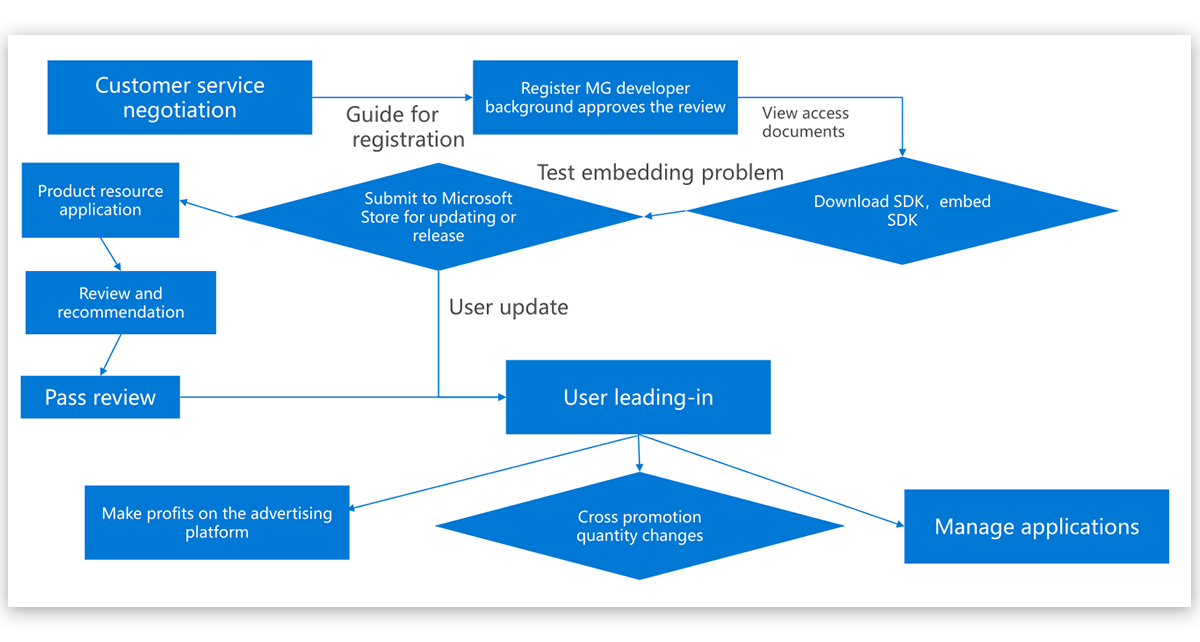 Customer service
negotiation
Guide for
registration
Register MG developer
background approves the review
View access
documents
Download SDK，embed
SDK
Test embedding problem
Submit to Microsoft
Store for updating or
release
Product resource
application
Review and
recommendation
Pass review
User update
User leading-in
Make profits on the advertising
platform
Cross promotion
quantity changes
Manage applications